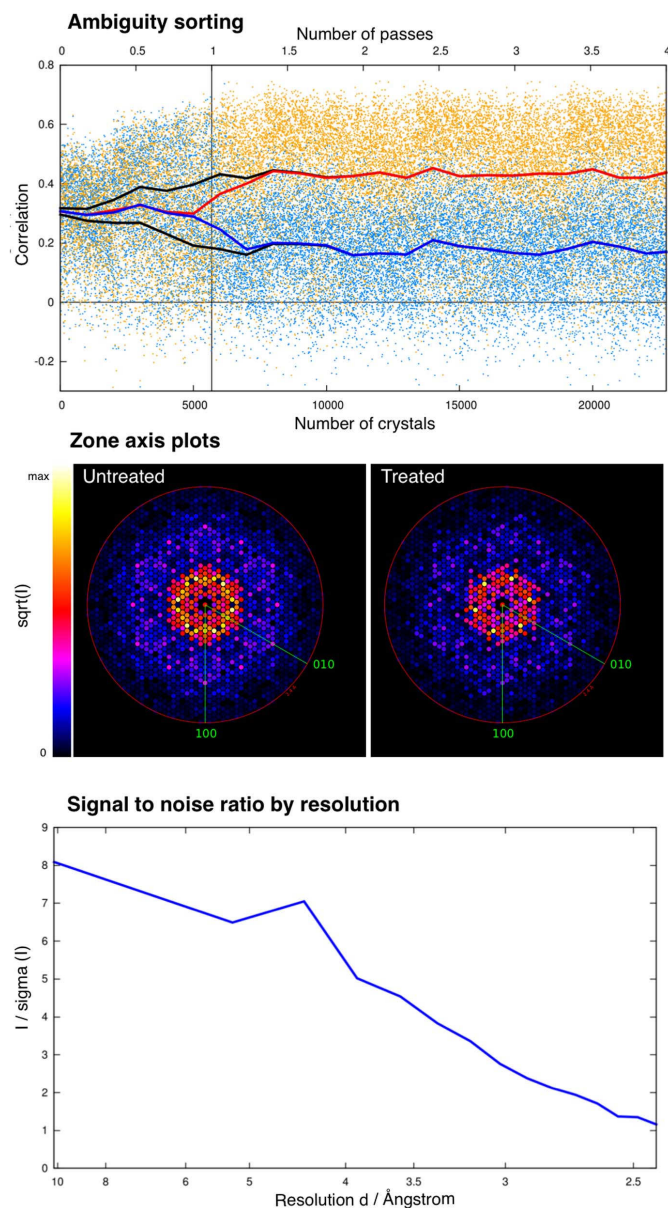 Ambiguity sorting
Number of passes
0 0.5 1 1.5 2 2.5 3 3.5 4
0.8
0.6
0.4
0.2
0
-0.2
Correlation
0 5000 10000 15000 20000
Number of crystals
Zone axis plots
max
sqrt(I)
0
Untreated
010
100
Treated
010
100
Signal to noise ratio by resolution
9
8
7
6
5
4
3
2
1
0
I / sigma (I)
10 8 6 5 4 3.5 3 2.5
Resolution d / Ångstrom